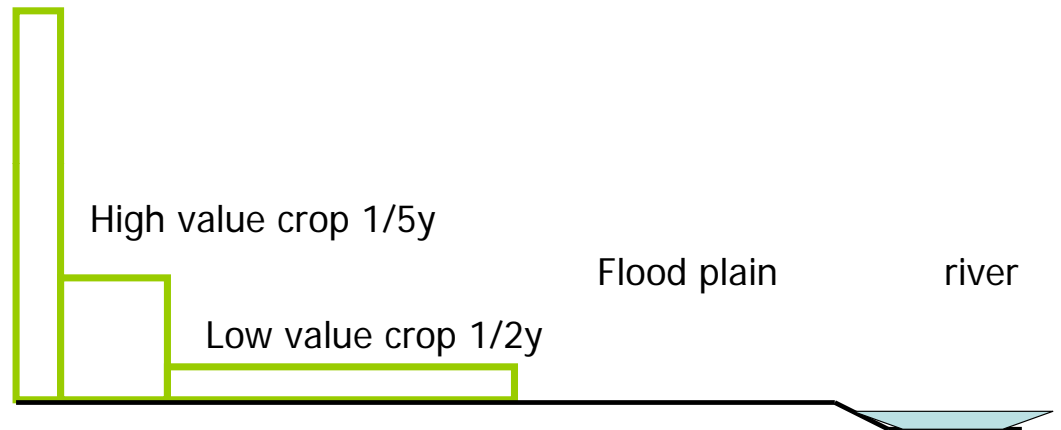 High value crop 1/5y
Flood plain river
Low value crop 1/2y